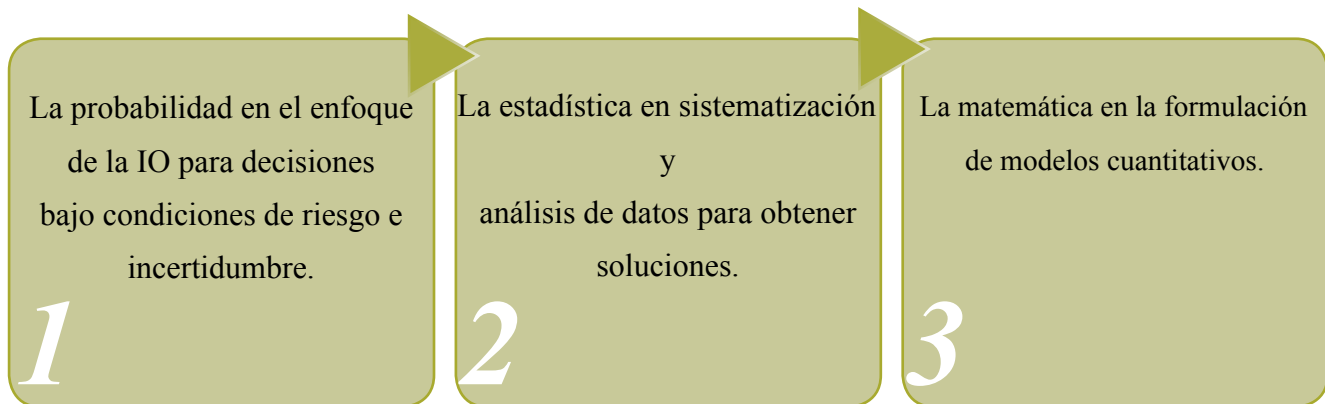 La probabilidad en el enfoque
de la IO para decisiones
bajo condiciones de riesgo e
incertidumbre.
1
La estadística en sistematización
y
análisis de datos para obtener
soluciones.
2
La matemática en la formulación
de modelos cuantitativos.
3